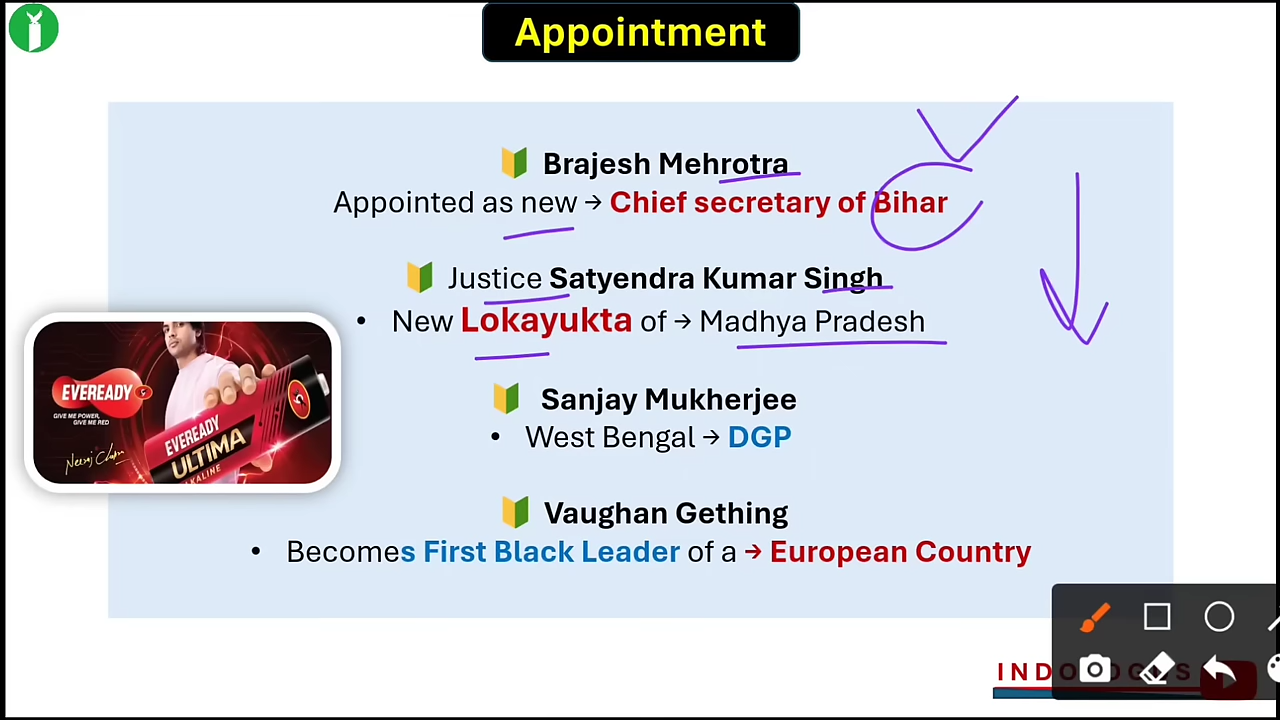 Appointment
Brajesh Mehrotra
Appointed as new → Chief secretary of Bihar
Justice Satyendra Kumar Singh
• New Lokayukta of → Madhya Pradesh
EVEREADY
GIVE ME POWER,
GIVE ME RED
EVEREADY
ULTIMA
ALKALINE
Neeraj Chopra
Sanjay Mukherjee
• West Bengal → DGP
Vaughan Gething
• Becomes First Black Leader of a → European Country